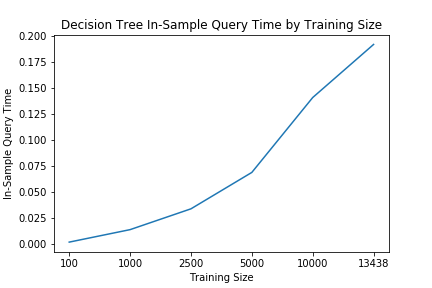 Decision Tree In-Sample Query Time by Training Size
In-Sample Query Time
0.200
0.175
0.150
0.125
0.100
0.075
0.050
0.025
0.000
100 1000 2500 5000 10000 13438
Training Size